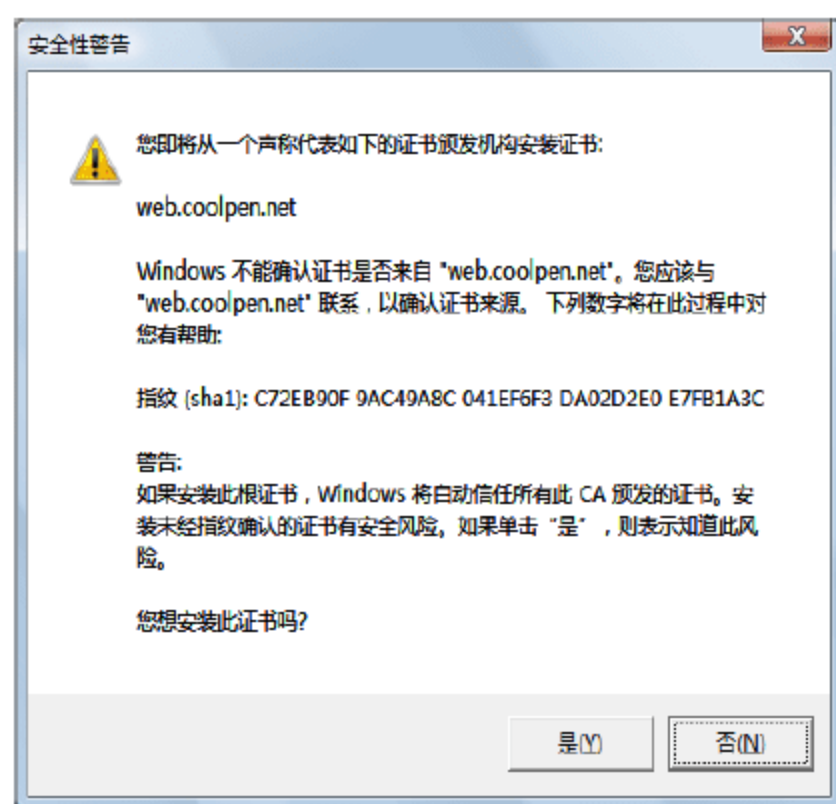 安全性警告
您即将从一个声称代表如下的证书颁发机构安装证书:
web.coolpen.net
Windows 不能确认证书是否来自 "web.coolpen.net"。您应该与
"web.coolpen.net" 联系，以确认证书来源。 下列数字将在此过程中对
您有帮助:
指纹 (sha1): C72EB90F 9AC49A8C 041EF6F3 DA02D2E0 E7FB1A3C
警告:
如果安装此根证书，Windows 将自动信任所有此 CA 颁发的证书。安
装未经指纹确认的证书有安全风险。如果单击“是”，则表示知道此风
险。
您想安装此证书吗?
是(Y)
否(N)